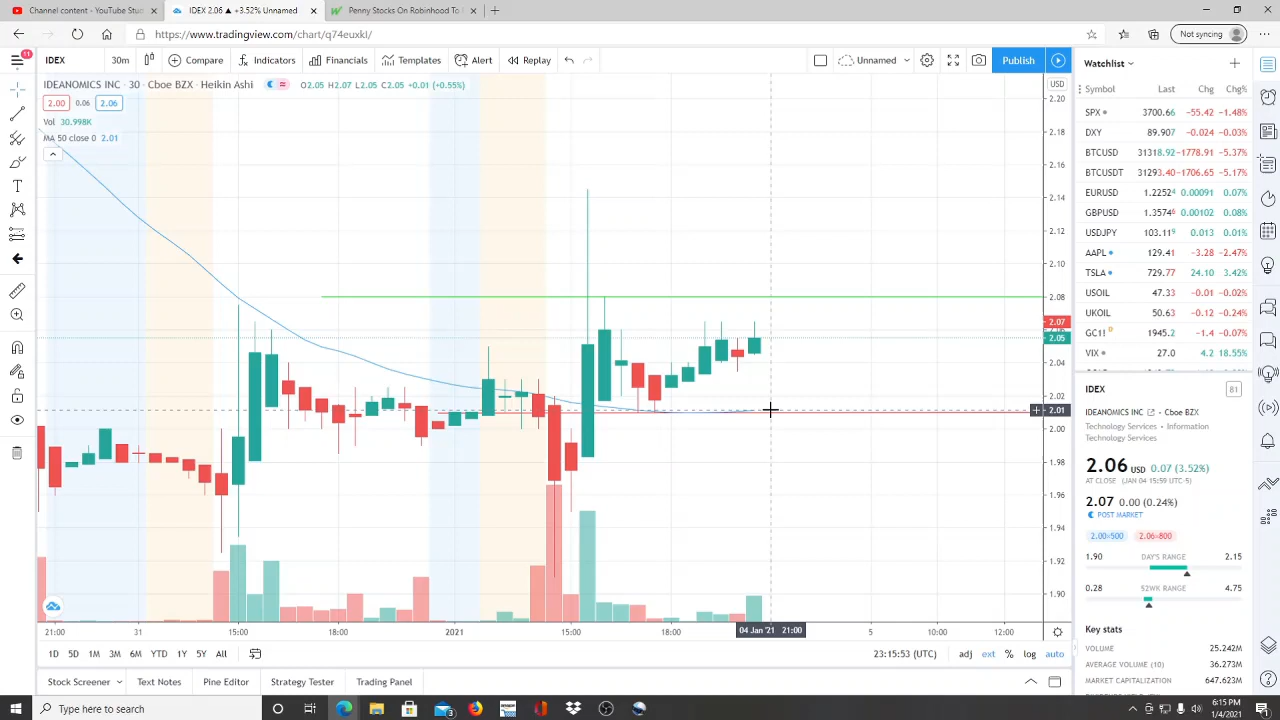 Channel content - YouTube Studio
IDEX 2.06 ▲ +3.52% Unnamed
Penny Stocks On Robinhood To
https://www.tradingview.com/chart/q74euxkl/
Not syncing
11
IDEX
30m
Compare
Indicators
Financials
Templates
Alert
Replay
Unnamed
Publish
IDEANOMICS INC · 30 · Cboe BZX · Heikin Ashi
O2.05 H2.07 L2.05 C2.05 +0.01 (+0.55%)
2.00 0.06 2.06
Vol 30.998K
MA 50 close 0 2.01
USD
2.20
2.18
2.16
2.14
2.12
2.10
2.08
2.07
2.05
2.04
2.02
2.01
2.00
1.98
1.96
1.94
1.92
1.90
21:00 31 15:00 18:00 2021 15:00 18:00 04 Jan '21 21:00 5 10:00 12:00
1D 5D 1M 3M 6M YTD 1Y 5Y All
23:15:53 (UTC) adj ext % log auto
Stock Screener Text Notes Pine Editor Strategy Tester Trading Panel
Watchlist
Symbol Last Chg Chg%
SPX 3700.66 −55.42 −1.48%
DXY 89.907 −0.024 −0.03%
BTCUSD 31318.92 −1778.91 −5.37%
BTCUSDT 31293.40 −1706.65 −5.17%
EURUSD 1.22524 0.00091 0.07%
GBPUSD 1.35746 0.00102 0.08%
USDJPY 103.115 0.013 0.01%
AAPL 129.41 −3.28 −2.47%
TSLA 729.77 24.10 3.42%
USOIL 47.33 −0.01 −0.02%
UKOIL 50.63 −0.12 −0.24%
GC1! D 1945.2 −1.4 −0.07%
VIX 27.0 4.2 18.55%
IDEX
81
IDEANOMICS INC · Cboe BZX
Technology Services · Information
Technology Services
2.06 USD 0.07 (3.52%)
AT CLOSE (JAN 04 15:59 UTC-5)
2.07 0.00 (0.24%)
POST MARKET
2.00×500 2.06×800
1.90 DAY'S RANGE 2.15
0.28 52WK RANGE 4.75
Key stats
VOLUME 25.242M
AVERAGE VOLUME (10) 36.273M
MARKET CAPITALIZATION 647.623M
Type here to search
3
amazon
6:15 PM
1/4/2021